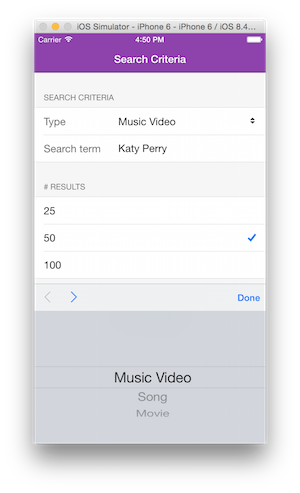 iOS Simulator - iPhone 6 - iPhone 6 / iOS 8.4...
Carrier 4:50 PM
Search Criteria
SEARCH CRITERIA
Type Music Video
Search term Katy Perry
# RESULTS
25
50
100
Done
Music Video
Song
Movie